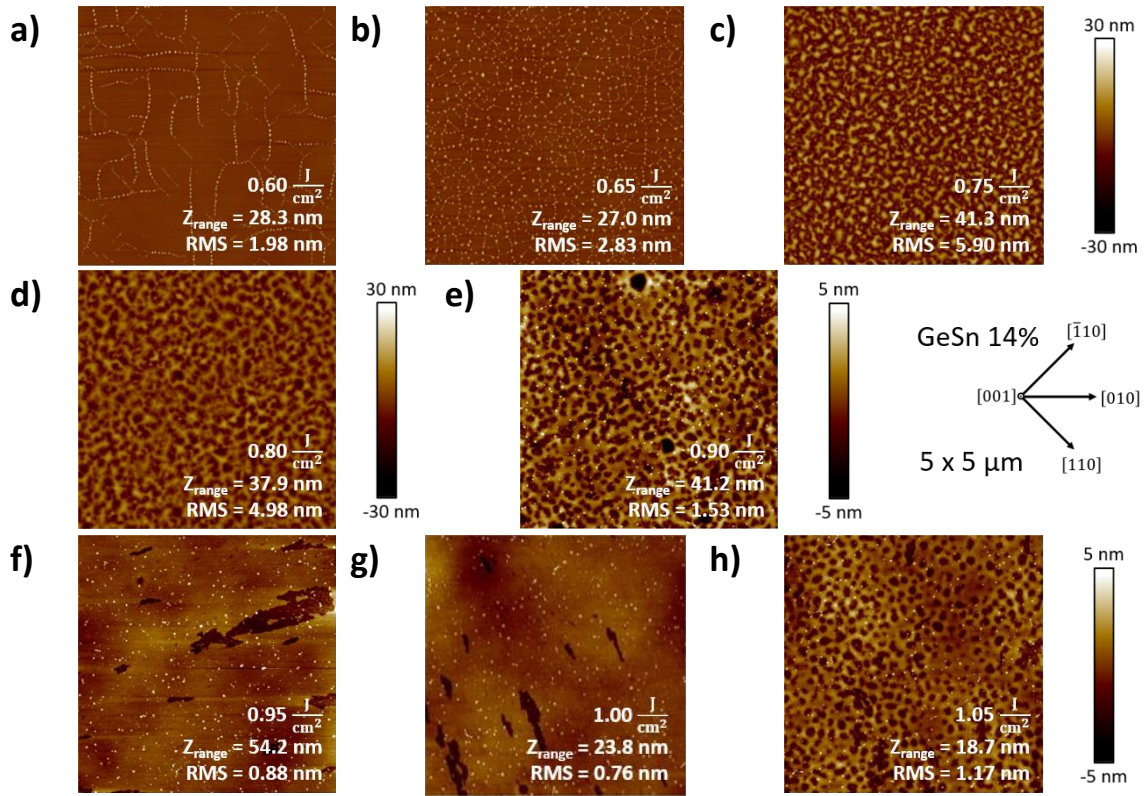 a)
0.60 J/cm²
Zrange = 28.3 nm
RMS = 1.98 nm
b)
0.65 J/cm²
Zrange = 27.0 nm
RMS = 2.83 nm
c)
0.75 J/cm²
Zrange = 41.3 nm
RMS = 5.90 nm
30 nm
-30 nm
d)
0.80 J/cm²
Zrange = 37.9 nm
RMS = 4.98 nm
30 nm
-30 nm
e)
0.90 J/cm²
Zrange = 41.2 nm
RMS = 1.53 nm
5 nm
-5 nm
GeSn 14%
[1̄10]
[001]
[010]
[110]
5 x 5 µm
f)
0.95 J/cm²
Zrange = 54.2 nm
RMS = 0.88 nm
g)
1.00 J/cm²
Zrange = 23.8 nm
RMS = 0.76 nm
h)
1.05 J/cm²
Zrange = 18.7 nm
RMS = 1.17 nm
5 nm
-5 nm